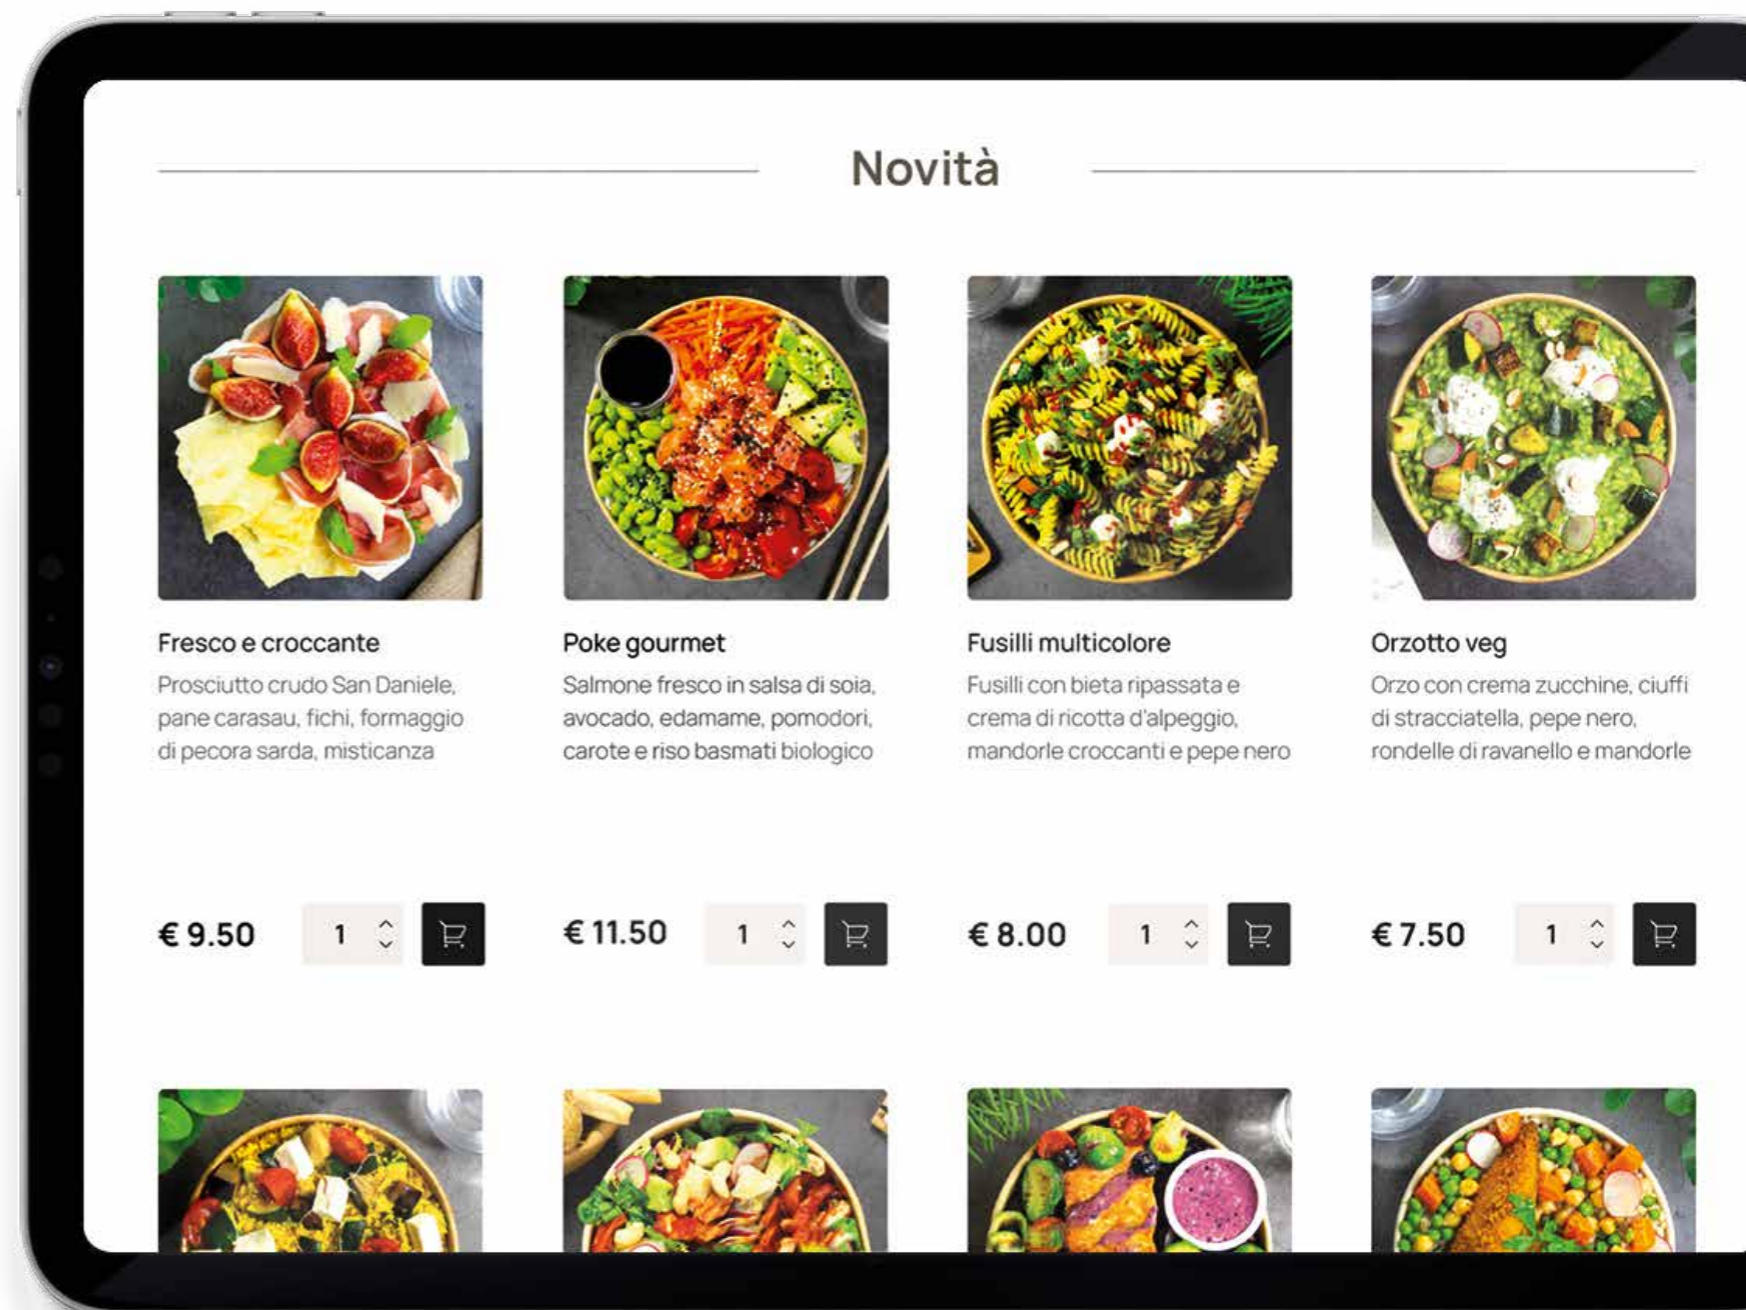 Novità
Fresco e croccante
Prosciutto crudo San Daniele,
pane carasau, fichi, formaggio
di pecora sarda, misticanza
€ 9.50
1
Poke gourmet
Salmone fresco in salsa di soia,
avocado, edamame, pomodori,
carote e riso basmati biologico
€ 11.50
1
Fusilli multicolore
Fusilli con bieta ripassata e
crema di ricotta d'alpeggio,
mandorle croccanti e pepe nero
€ 8.00
1
Orzotto veg
Orzo con crema zucchine, ciuffi
di stracciatella, pepe nero,
rondelle di ravanello e mandorle
€ 7.50
1